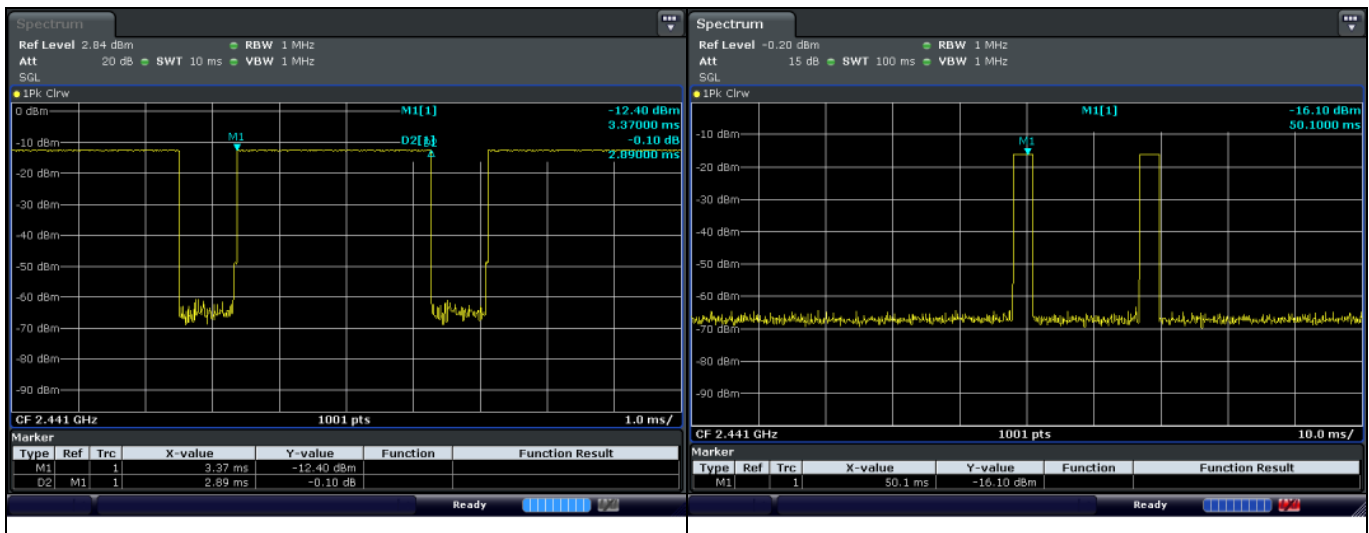 Spectrum
Ref Level 2.84 dBm RBW 1 MHz
Att 20 dB SWT 10 ms VBW 1 MHz
SGL
1Pk Clrw
0 dBm
M1[1] -12.40 dBm
3.37000 ms
M1
-10 dBm
D2[1] -0.10 dB
2.89000 ms
-20 dBm
-30 dBm
-40 dBm
-50 dBm
-60 dBm
-70 dBm
-80 dBm
-90 dBm
CF 2.441 GHz 1001 pts 1.0 ms/
Marker
Type Ref Trc X-value Y-value Function Function Result
M1 1 3.37 ms -12.40 dBm
D2 M1 1 2.89 ms -0.10 dB
Ready
Spectrum
Ref Level -0.20 dBm RBW 1 MHz
Att 15 dB SWT 100 ms VBW 1 MHz
SGL
1Pk Clrw
M1[1] -16.10 dBm
50.1000 ms
-10 dBm
M1
-20 dBm
-30 dBm
-40 dBm
-50 dBm
-60 dBm
-70 dBm
-80 dBm
-90 dBm
CF 2.441 GHz 1001 pts 10.0 ms/
Marker
Type Ref Trc X-value Y-value Function Function Result
M1 1 50.1 ms -16.10 dBm
Ready